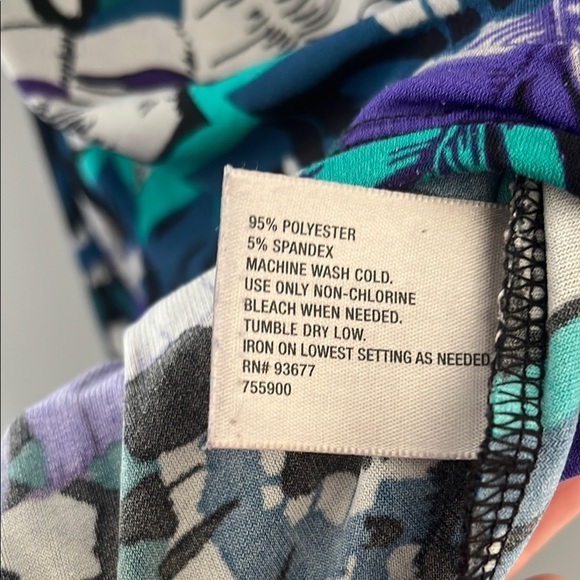 95% POLYESTER
5% SPANDEX
MACHINE WASH COLD.
USE ONLY NON-CHLORINE
BLEACH WHEN NEEDED.
TUMBLE DRY LOW.
IRON ON LOWEST SETTING AS NEEDED
RN# 93677
755900